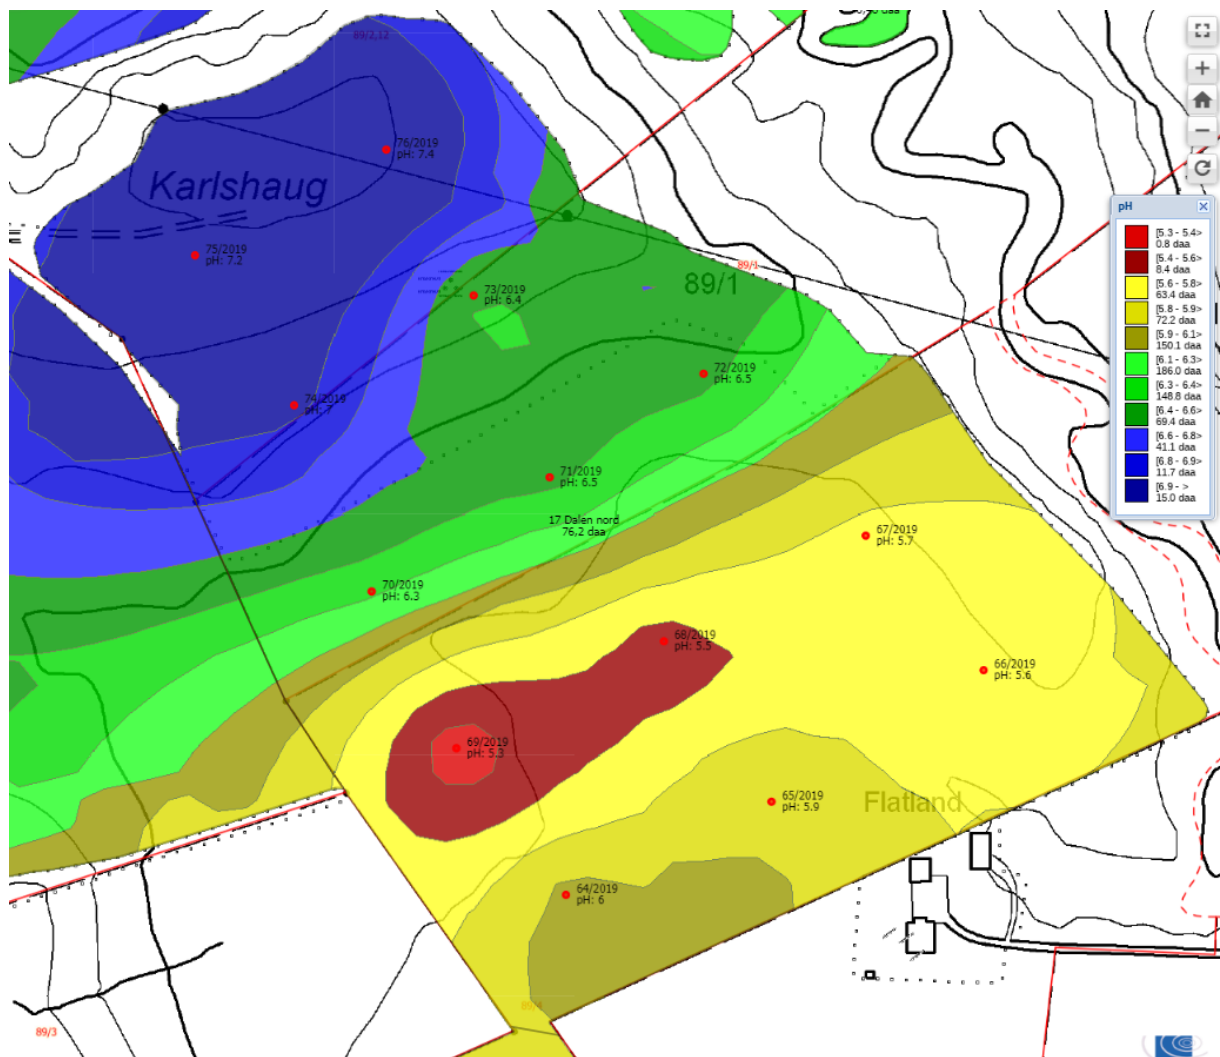 89/2,12
76/2019
pH: 7.4
Karlshaug
75/2019
pH: 7.2
73/2019
pH: 6.4
89/1
89/1
72/2019
pH: 6.5
74/2019
pH: 7
71/2019
pH: 6.5
17 Dalen nord
76,2 daa
67/2019
pH: 5.7
70/2019
pH: 6.3
68/2019
pH: 5.5
66/2019
pH: 5.6
69/2019
pH: 5.3
65/2019
pH: 5.9
Flatland
64/2019
pH: 6
89/4
89/3
pH
[5.3 - 5.4>
0.8 daa
[5.4 - 5.6>
8.4 daa
[5.6 - 5.8>
63.4 daa
[5.8 - 5.9>
72.2 daa
[5.9 - 6.1>
150.1 daa
[6.1 - 6.3>
186.0 daa
[6.3 - 6.4>
148.8 daa
[6.4 - 6.6>
69.4 daa
[6.6 - 6.8>
41.1 daa
[6.8 - 6.9>
11.7 daa
[6.9 - >
15.0 daa